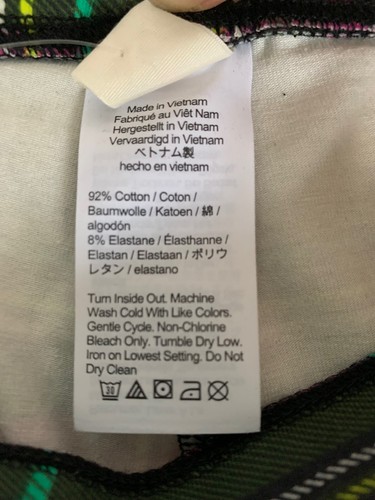 Made in Vietnam
Fabriqué au Viêt Nam
Hergestellt in Vietnam
Vervaardigd in Vietnam
ベトナム製
hecho en vietnam
92% Cotton / Coton /
Baumwolle / Katoen / 綿 /
algodón
8% Elastane / Élasthanne /
Elastan / Elastaan / ポリウ
レタン / elastano
Turn Inside Out. Machine
Wash Cold With Like Colors.
Gentle Cycle. Non-Chlorine
Bleach Only. Tumble Dry Low.
Iron on Lowest Setting. Do Not
Dry Clean
30